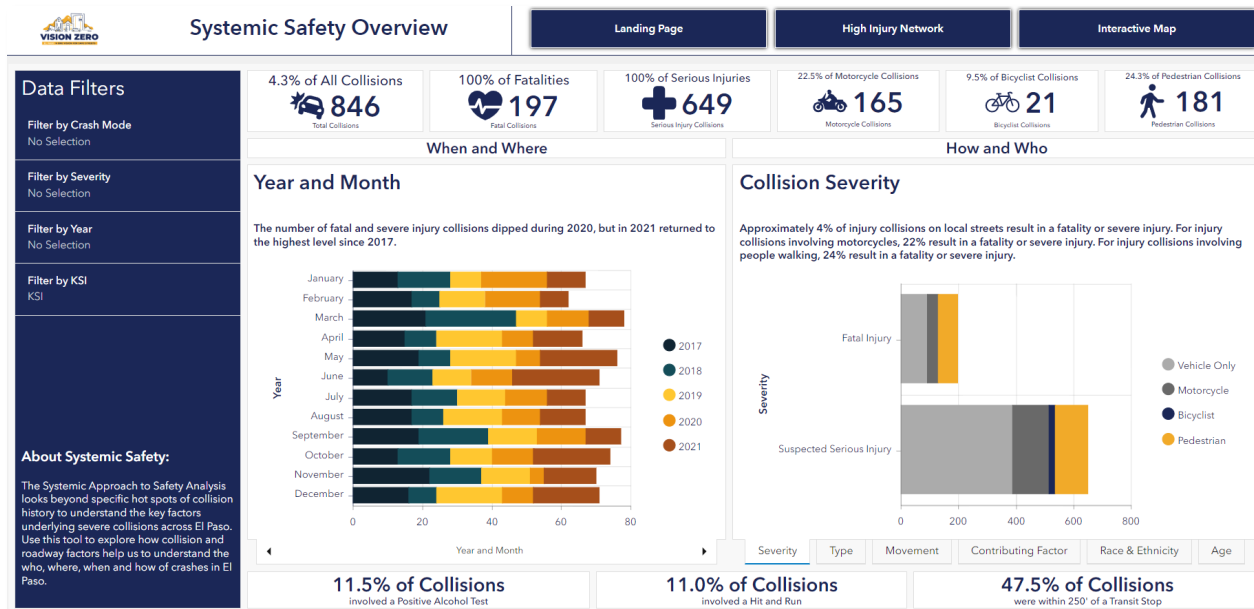 VISION ZERO
Systemic Safety Overview
Landing Page
High Injury Network
Interactive Map
Data Filters
Filter by Crash Mode
No Selection
Filter by Severity
No Selection
Filter by Year
No Selection
Filter by KSI
KSI
About Systemic Safety:
The Systemic Approach to Safety Analysis
looks beyond specific hot spots of collision
history to understand the key factors
underlying severe collisions across El Paso.
Use this tool to explore how collision and
roadway factors help us to understand the
who, where, when and how of crashes in El
Paso.
4.3% of All Collisions
846
Total Collisions
100% of Fatalities
197
Fatal Collisions
100% of Serious Injuries
649
Serious Injury Collisions
22.5% of Motorcycle Collisions
165
Motorcycle Collisions
9.5% of Bicyclist Collisions
21
Bicyclist Collisions
24.3% of Pedestrian Collisions
181
Pedestrian Collisions
When and Where
Year and Month
The number of fatal and severe injury collisions dipped during 2020, but in 2021 returned to
the highest level since 2017.
Year
January
February
March
April
May
June
July
August
September
October
November
December
0
20
40
60
80
2017
2018
2019
2020
2021
Year and Month
How and Who
Collision Severity
Approximately 4% of injury collisions on local streets result in a fatality or severe injury. For injury
collisions involving motorcycles, 22% result in a fatality or severe injury. For injury collisions involving
people walking, 24% result in a fatality or severe injury.
Severity
Fatal Injury
Suspected Serious Injury
0
200
400
600
800
Vehicle Only
Motorcycle
Bicyclist
Pedestrian
Severity
Type
Movement
Contributing Factor
Race & Ethnicity
Age
11.5% of Collisions
involved a Positive Alcohol Test
11.0% of Collisions
involved a Hit and Run
47.5% of Collisions
were within 250' of a Transit Stop